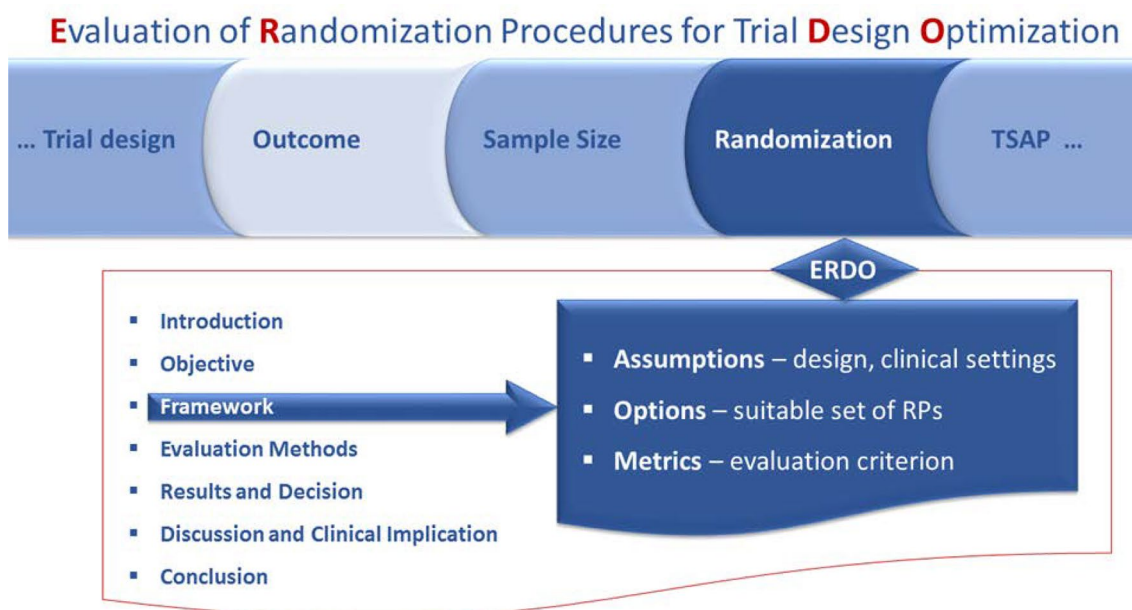 Evaluation of Randomization Procedures for Trial Design Optimization
... Trial design
Outcome
Sample Size
Randomization
TSAP ...
ERDO
▪ Introduction
▪ Objective
▪ Framework
▪ Evaluation Methods
▪ Results and Decision
▪ Discussion and Clinical Implication
▪ Conclusion
▪ Assumptions – design, clinical settings
▪ Options – suitable set of RPs
▪ Metrics – evaluation criterion